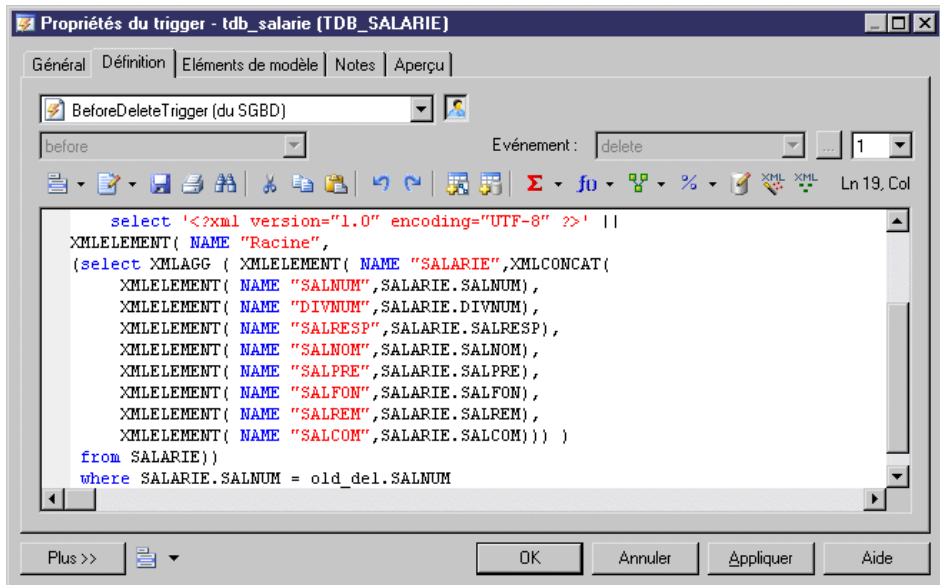 Propriétés du trigger - tdb_salarie (TDB_SALARIE)
Général Définition Eléments de modèle Notes Aperçu
BeforeDeleteTrigger (du SGBD)
before Evénement : delete ... 1
Σ % XML XML Ln 19, Col
select '<?xml version="1.0" encoding="UTF-8" ?>' ||
XMLELEMENT( NAME "Racine",
(select XMLAGG ( XMLELEMENT( NAME "SALARIE",XMLCONCAT(
XMLELEMENT( NAME "SALNUM",SALARIE.SALNUM),
XMLELEMENT( NAME "DIVNUM",SALARIE.DIVNUM),
XMLELEMENT( NAME "SALRESP",SALARIE.SALRESP),
XMLELEMENT( NAME "SALNOM",SALARIE.SALNOM),
XMLELEMENT( NAME "SALPRE",SALARIE.SALPRE),
XMLELEMENT( NAME "SALFON",SALARIE.SALFON),
XMLELEMENT( NAME "SALREM",SALARIE.SALREM),
XMLELEMENT( NAME "SALCOM",SALARIE.SALCOM))) )
from SALARIE))
where SALARIE.SALNUM = old_del.SALNUM
Plus >> OK Annuler Appliquer Aide